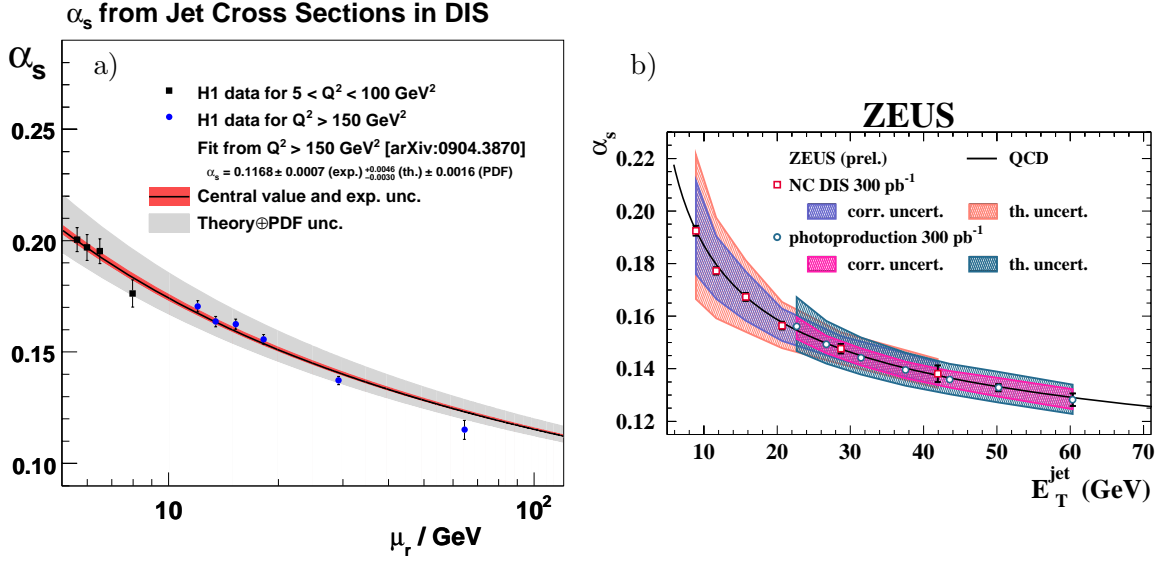 α_s from Jet Cross Sections in DIS
α_s
a)
H1 data for 5 < Q² < 100 GeV²
H1 data for Q² > 150 GeV²
Fit from Q² > 150 GeV² [arXiv:0904.3870]
α_s = 0.1168 ± 0.0007 (exp.) +0.0046 −0.0030 (th.) ± 0.0016 (PDF)
Central value and exp. unc.
Theory⊕PDF unc.
0.25
0.20
0.15
0.10
10
10²
μ_r / GeV
b)
ZEUS
α_s
ZEUS (prel.)
QCD
NC DIS 300 pb⁻¹
corr. uncert.
th. uncert.
photoproduction 300 pb⁻¹
corr. uncert.
th. uncert.
0.22
0.20
0.18
0.16
0.14
0.12
10 20 30 40 50 60 70
E_T^jet (GeV)